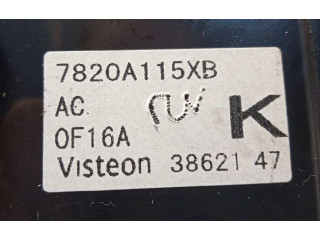 7820A115XB
AC
0F16A
K
Visteon 38621 47